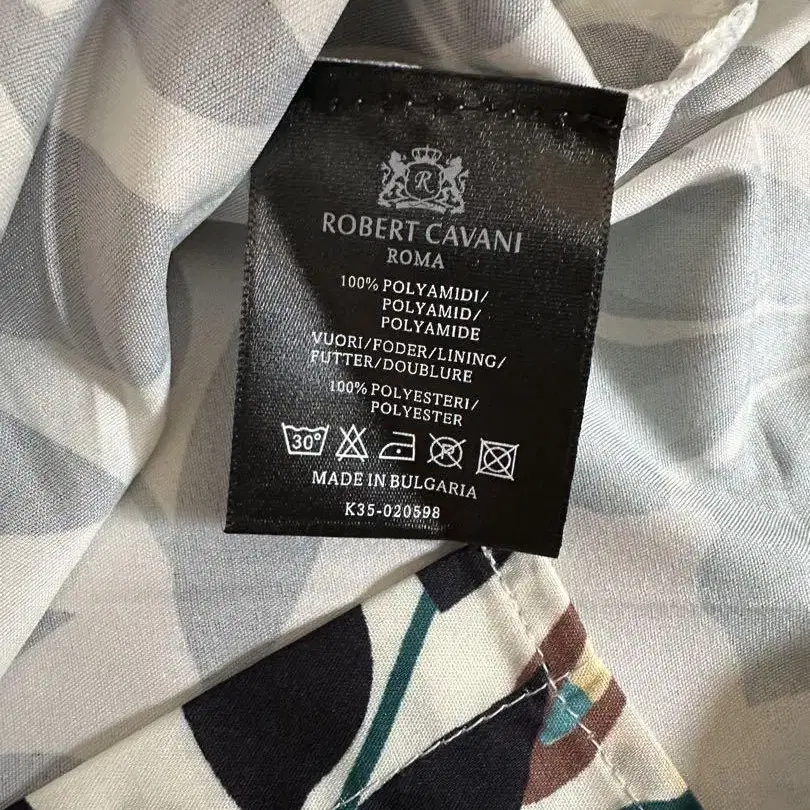 R
ROBERT CAVANI
ROMA
100% POLYAMIDI/
POLYAMID/
POLYAMIDE
VUORI/FODER/LINING/
FUTTER/DOUBLURE
100% POLYESTERI/
POLYESTER
30° R
MADE IN BULGARIA
K35-020598